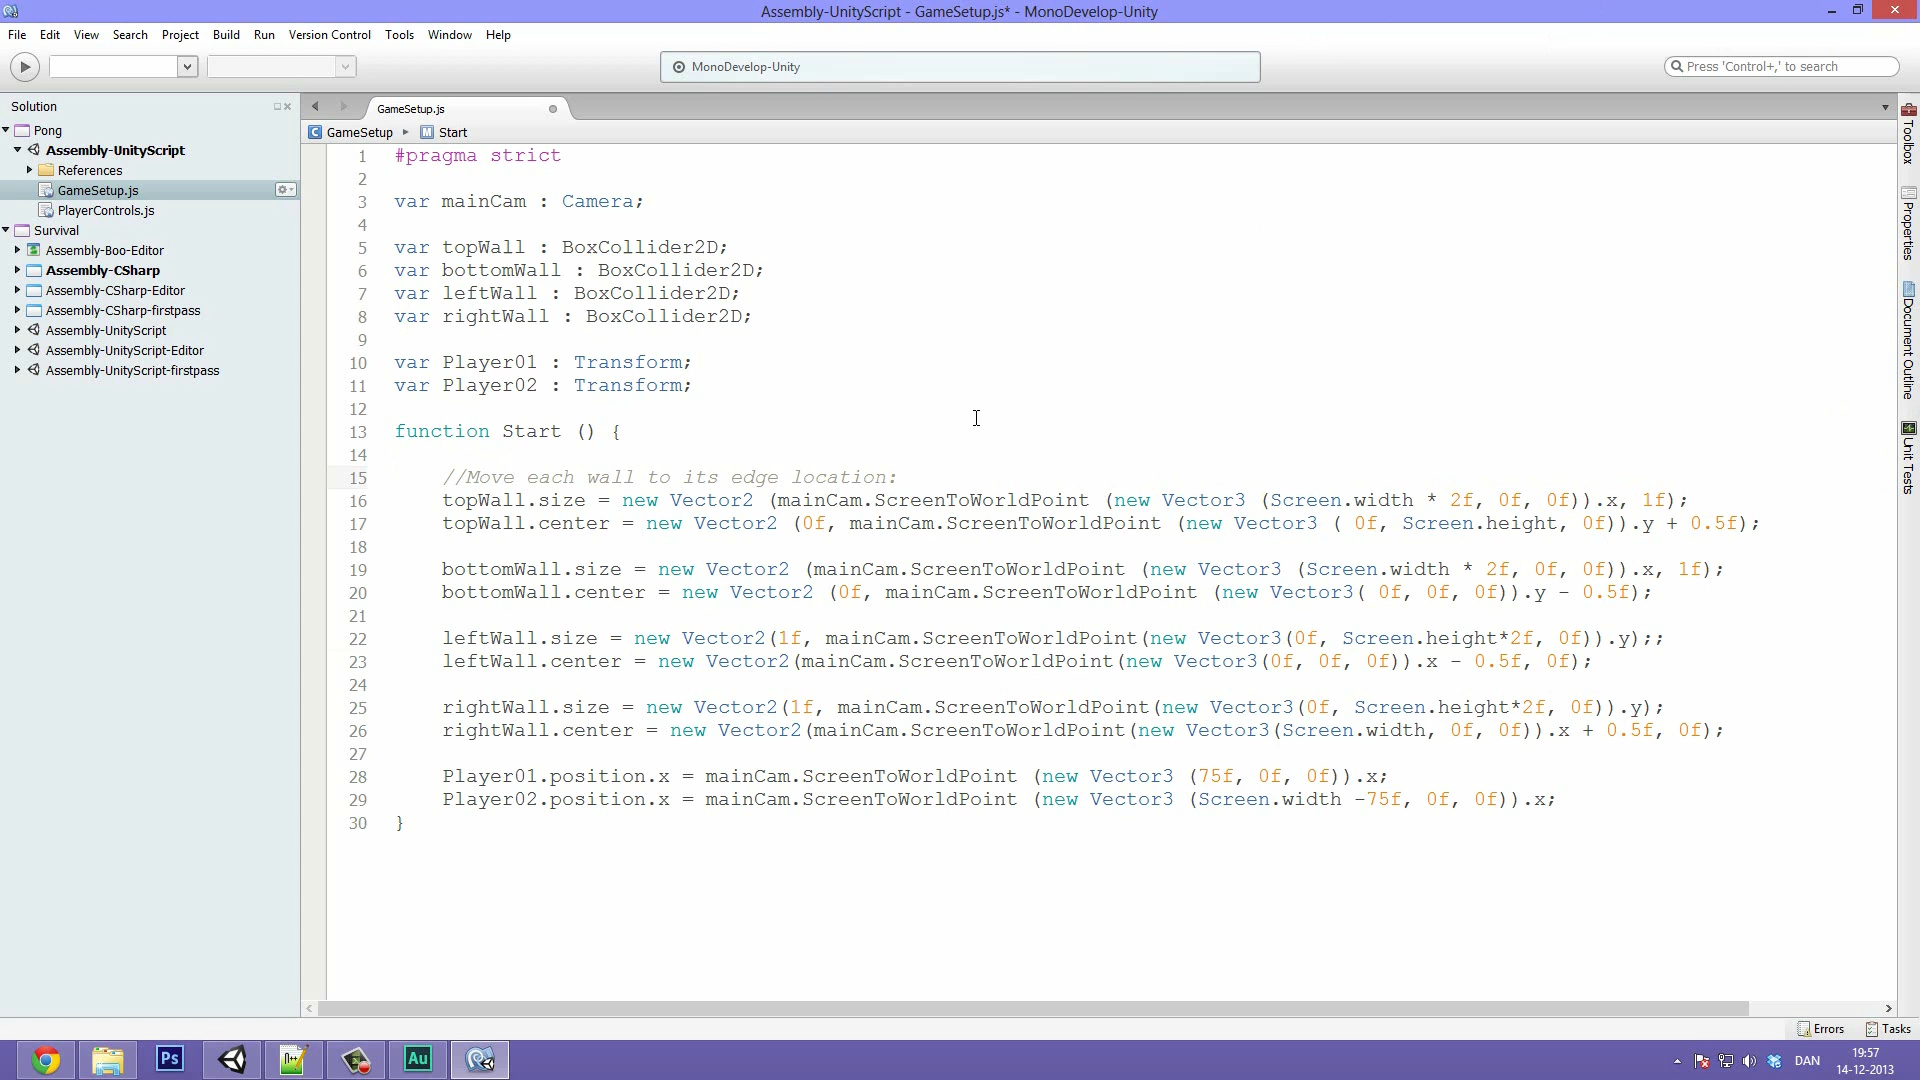 Assembly-UnityScript - GameSetup.js* - MonoDevelop-Unity
File Edit View Search Project Build Run Version Control Tools Window Help
MonoDevelop-Unity
Press 'Control+,' to search
Solution
Pong
Assembly-UnityScript
References
GameSetup.js
PlayerControls.js
Survival
Assembly-Boo-Editor
Assembly-CSharp
Assembly-CSharp-Editor
Assembly-CSharp-firstpass
Assembly-UnityScript
Assembly-UnityScript-Editor
Assembly-UnityScript-firstpass
GameSetup.js
GameSetup Start
1 #pragma strict
2
3 var mainCam : Camera;
4
5 var topWall : BoxCollider2D;
6 var bottomWall : BoxCollider2D;
7 var leftWall : BoxCollider2D;
8 var rightWall : BoxCollider2D;
9
10 var Player01 : Transform;
11 var Player02 : Transform;
12
13 function Start () {
14
15 //Move each wall to its edge location:
16 topWall.size = new Vector2 (mainCam.ScreenToWorldPoint (new Vector3 (Screen.width * 2f, 0f, 0f)).x, 1f);
17 topWall.center = new Vector2 (0f, mainCam.ScreenToWorldPoint (new Vector3 ( 0f, Screen.height, 0f)).y + 0.5f);
18
19 bottomWall.size = new Vector2 (mainCam.ScreenToWorldPoint (new Vector3 (Screen.width * 2f, 0f, 0f)).x, 1f);
20 bottomWall.center = new Vector2 (0f, mainCam.ScreenToWorldPoint (new Vector3( 0f, 0f, 0f)).y - 0.5f);
21
22 leftWall.size = new Vector2(1f, mainCam.ScreenToWorldPoint(new Vector3(0f, Screen.height*2f, 0f)).y);;
23 leftWall.center = new Vector2(mainCam.ScreenToWorldPoint(new Vector3(0f, 0f, 0f)).x - 0.5f, 0f);
24
25 rightWall.size = new Vector2(1f, mainCam.ScreenToWorldPoint(new Vector3(0f, Screen.height*2f, 0f)).y);
26 rightWall.center = new Vector2(mainCam.ScreenToWorldPoint(new Vector3(Screen.width, 0f, 0f)).x + 0.5f, 0f);
27
28 Player01.position.x = mainCam.ScreenToWorldPoint (new Vector3 (75f, 0f, 0f)).x;
29 Player02.position.x = mainCam.ScreenToWorldPoint (new Vector3 (Screen.width -75f, 0f, 0f)).x;
30 }
Toolbox
Properties
Document Outline
Unit Tests
Errors Tasks
Ps
Au
DAN
19:57
14-12-2013